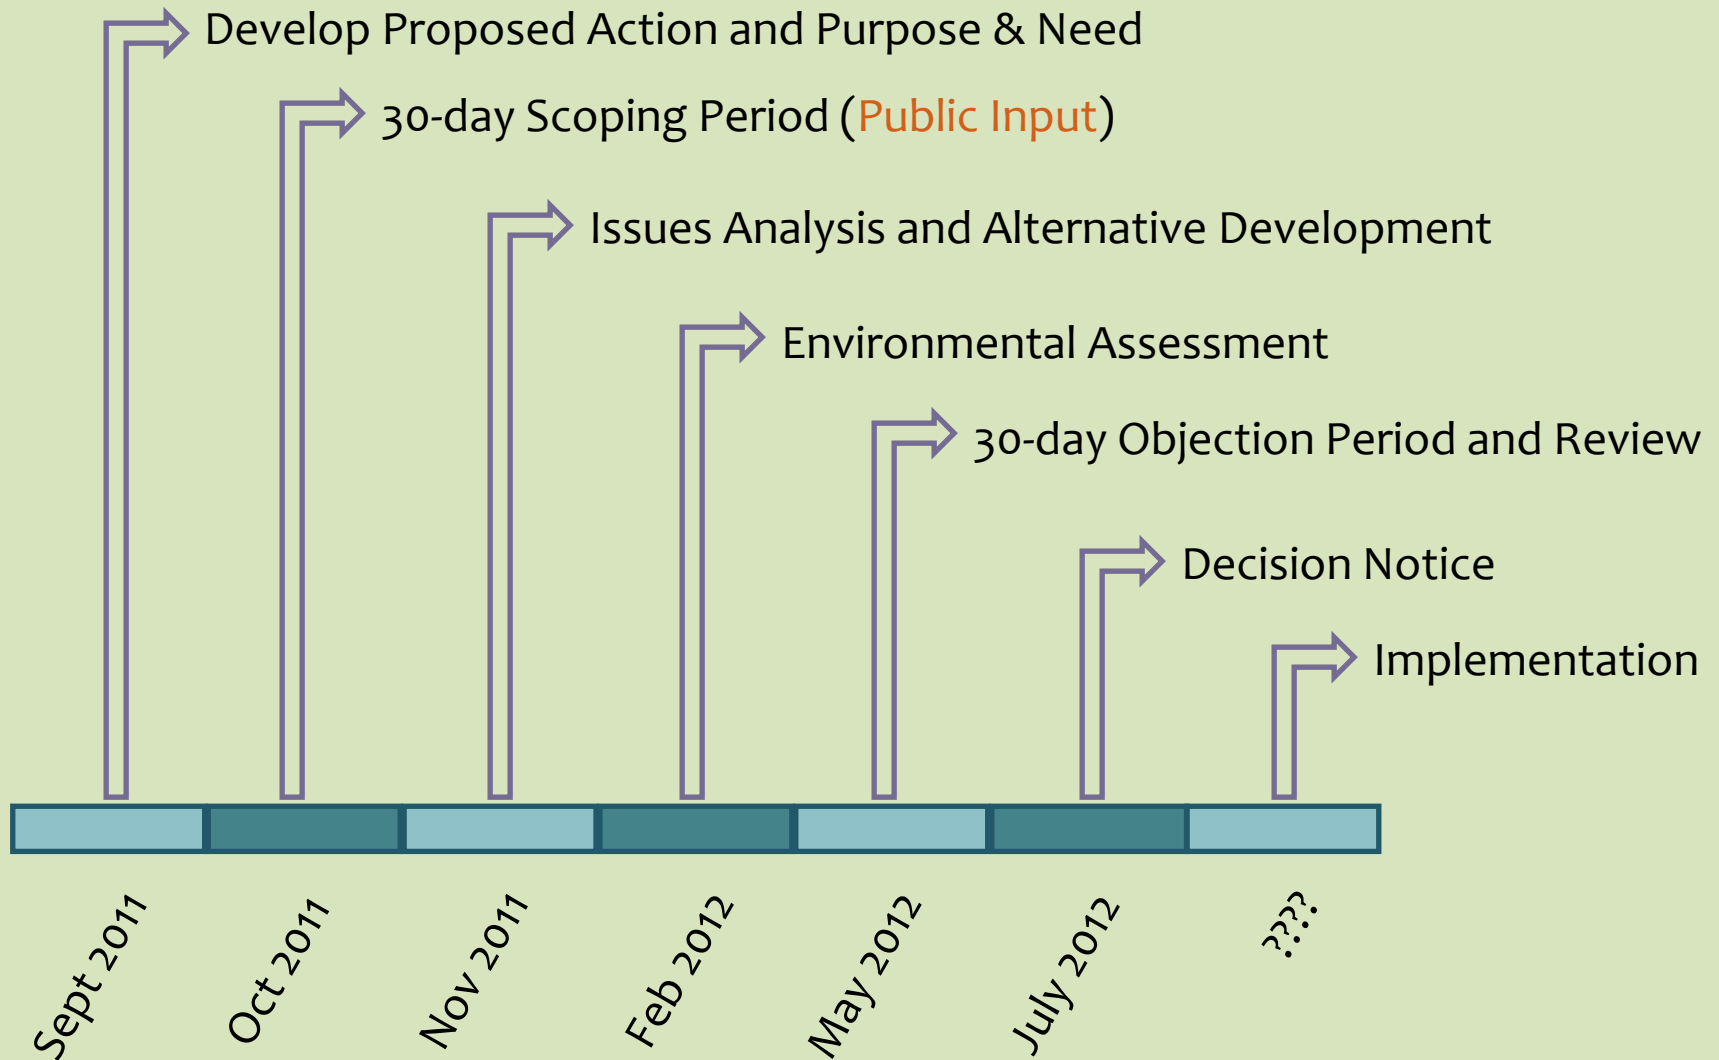 Develop Proposed Action and Purpose & Need
30-day Scoping Period (Public Input)
Issues Analysis and Alternative Development
Environmental Assessment
30-day Objection Period and Review
Decision Notice
Implementation
Sept 2011
Oct 2011
Nov 2011
Feb 2012
May 2012
July 2012
????